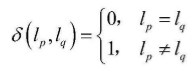 δ(l_p, l_q) = { 0, l_p = l_q
1, l_p ≠ l_q